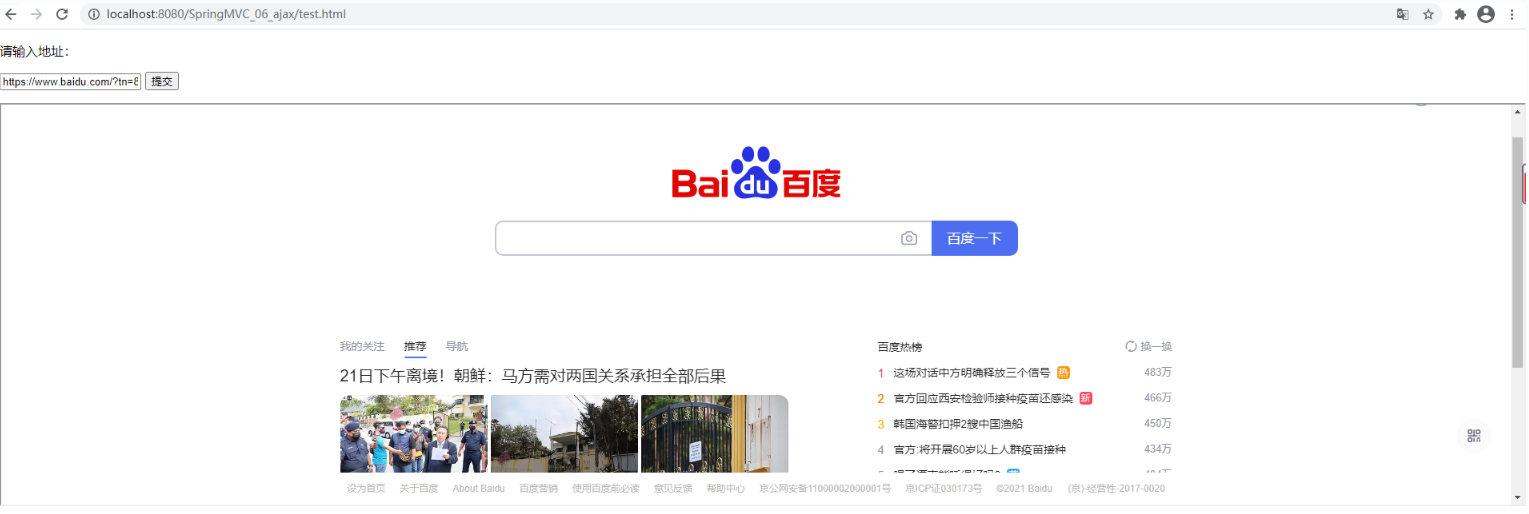 localhost:8080/SpringMVC_06_ajax/test.html
请输入地址：
https://www.baidu.com/?tn=8 提交
Bai du 百度
百度一下
我的关注 推荐 导航
21日下午离境！朝鲜：马方需对两国关系承担全部后果
百度热榜 换一换
1 这场对话中方明确释放三个信号 热 483万
2 官方回应西安检验师接种疫苗还感染 新 466万
3 韩国海警扣押2艘中国渔船 450万
4 官方:将开展60岁以上人群疫苗接种 434万
设为首页 关于百度 About Baidu 百度营销 使用百度前必读 意见反馈 帮助中心 京公网安备11000002000001号 京ICP证030173号 ©2021 Baidu (京)-经营性-2017-0020